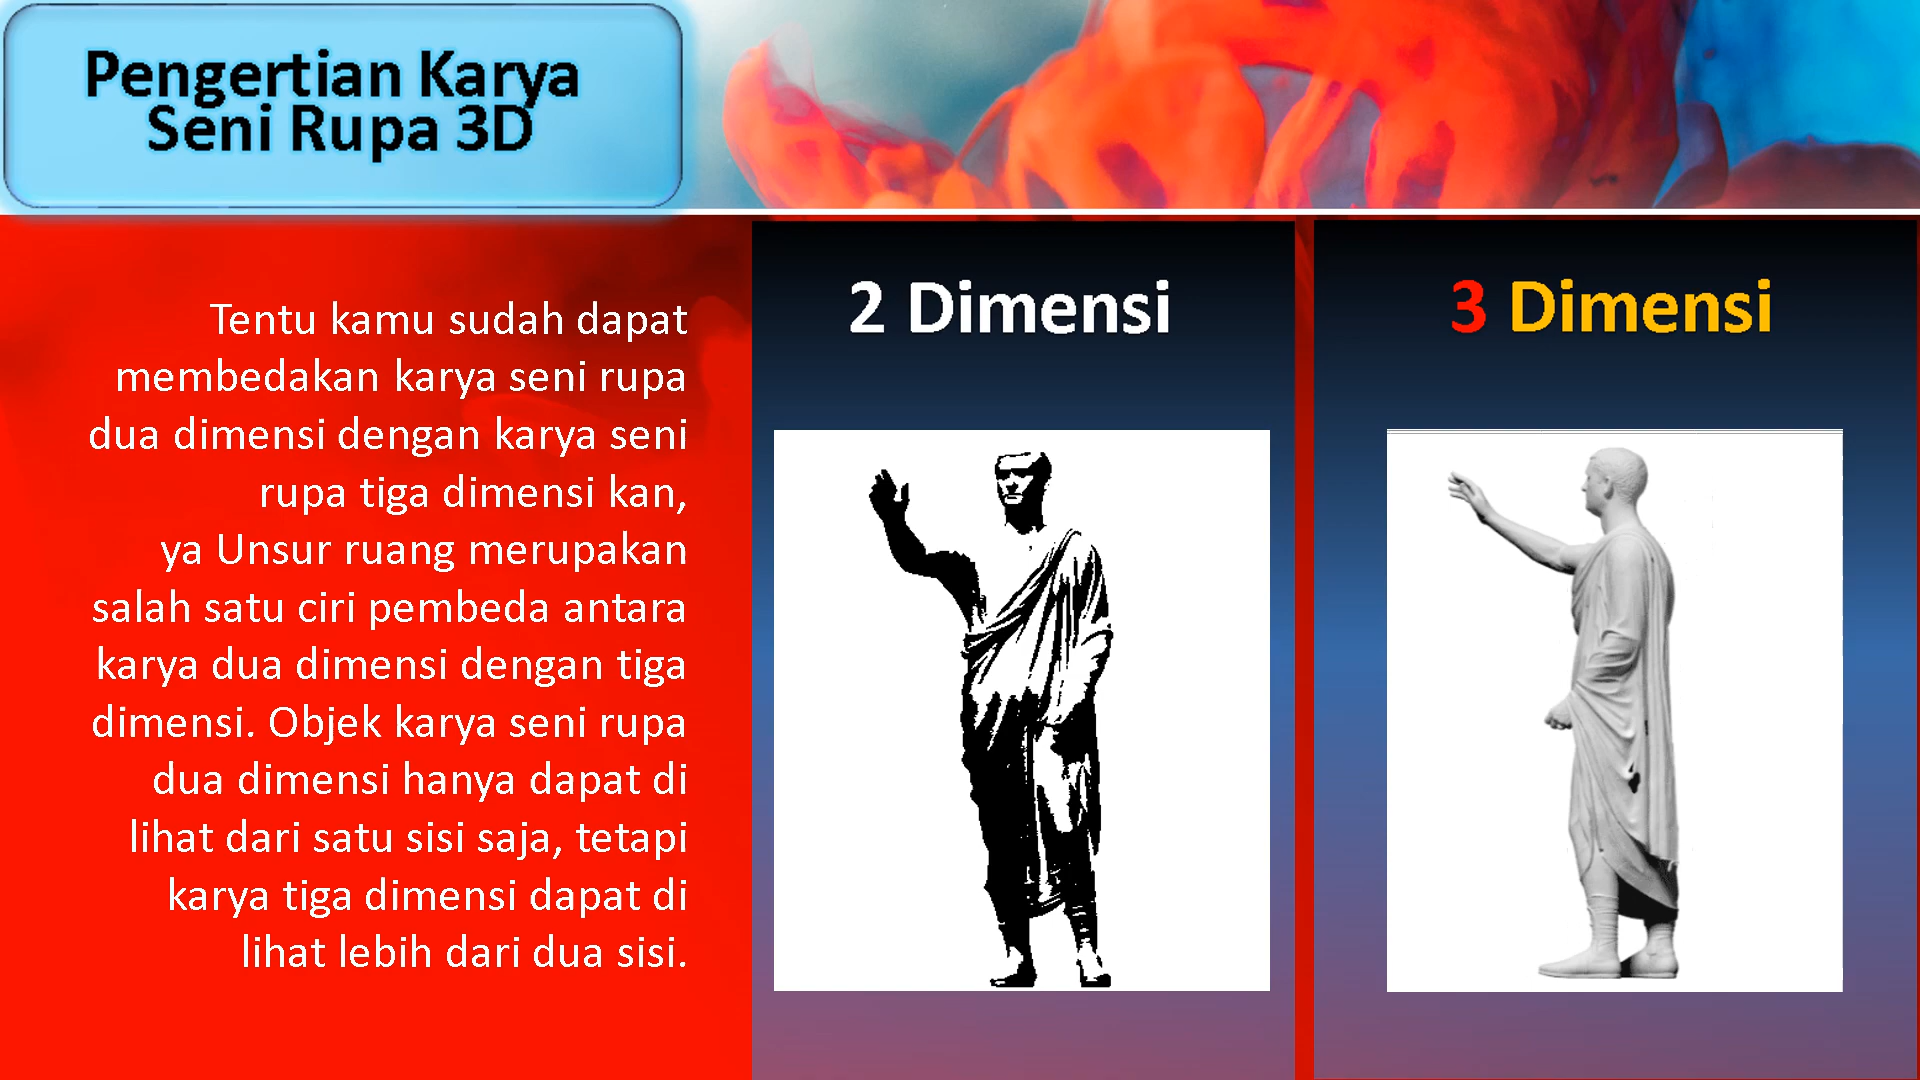 Pengertian Karya
Seni Rupa 3D
Tentu kamu sudah dapat
membedakan karya seni rupa
dua dimensi dengan karya seni
rupa tiga dimensi kan,
ya Unsur ruang merupakan
salah satu ciri pembeda antara
karya dua dimensi dengan tiga
dimensi. Objek karya seni rupa
dua dimensi hanya dapat di
lihat dari satu sisi saja, tetapi
karya tiga dimensi dapat di
lihat lebih dari dua sisi.
2 Dimensi
3 Dimensi